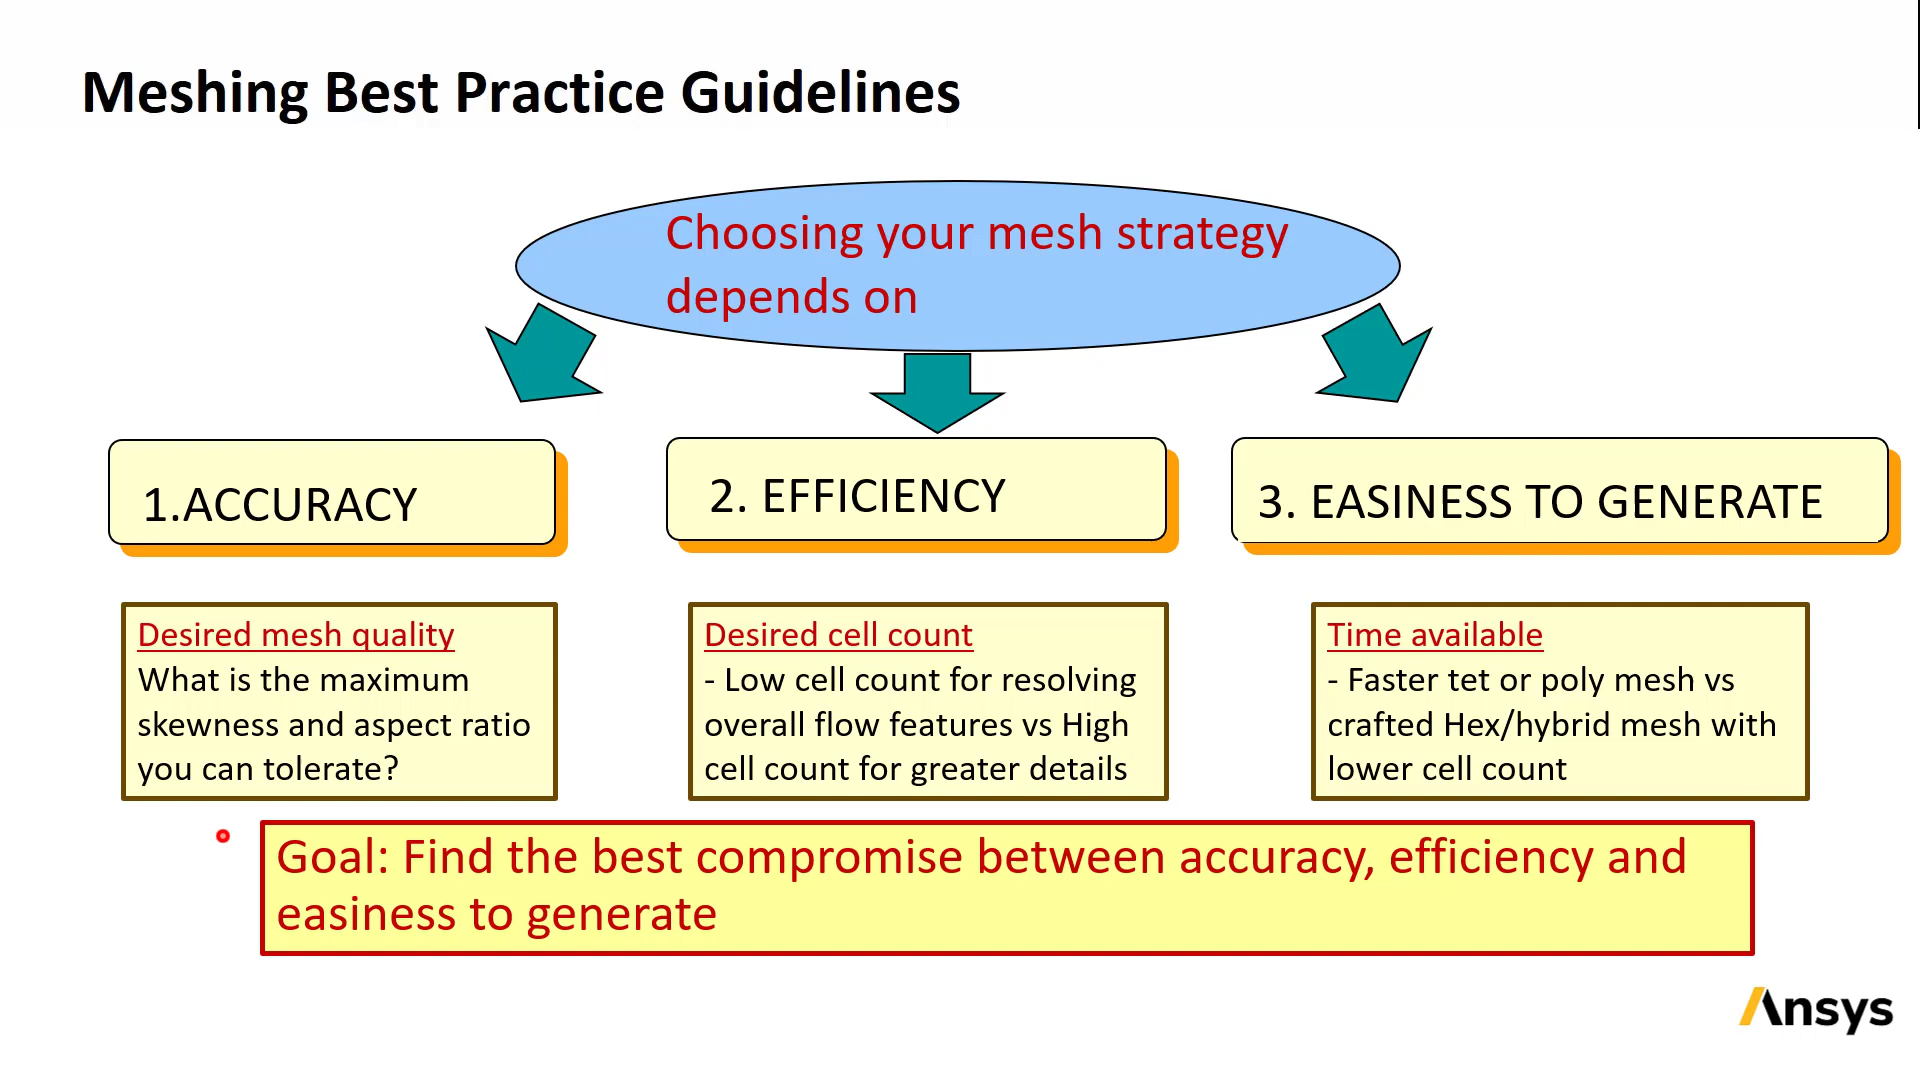 Meshing Best Practice Guidelines
Choosing your mesh strategy
depends on
1.ACCURACY
2. EFFICIENCY
3. EASINESS TO GENERATE
Desired mesh quality
What is the maximum
skewness and aspect ratio
you can tolerate?
Desired cell count
- Low cell count for resolving
overall flow features vs High
cell count for greater details
Time available
- Faster tet or poly mesh vs
crafted Hex/hybrid mesh with
lower cell count
Goal: Find the best compromise between accuracy, efficiency and
easiness to generate
Ansys